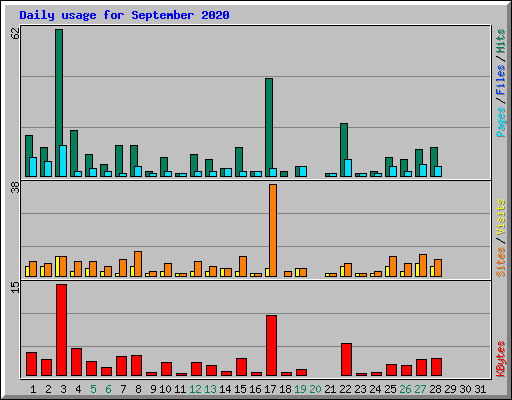 Daily usage for September 2020
62
Pages/Files/Hits
38
Sites/Visits
15
KBytes
1 2 3 4 5 6 7 8 9 10 11 12 13 14 15 16 17 18 19 20 21 22 23 24 25 26 27 28 29 30 31